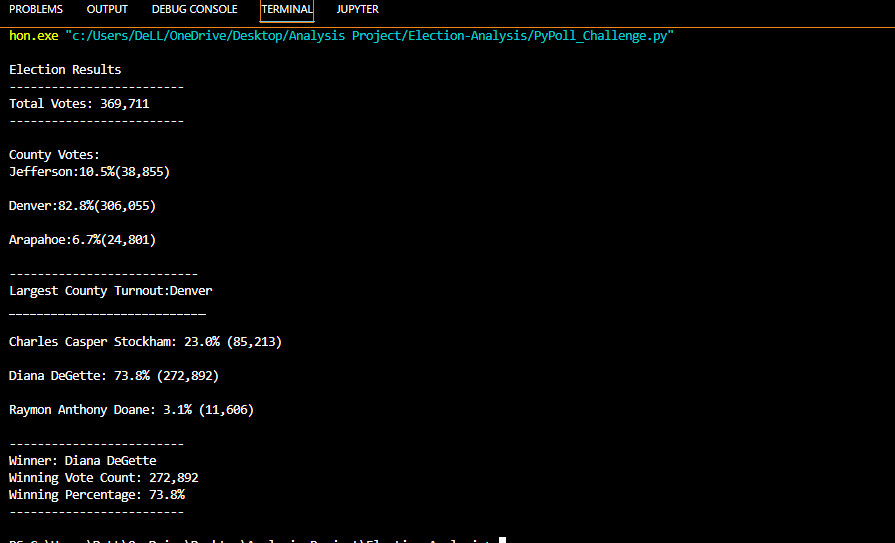 PROBLEMS OUTPUT DEBUG CONSOLE TERMINAL JUPYTER
hon.exe "c:/Users/DeLL/OneDrive/Desktop/Analysis Project/Election-Analysis/PyPoll_Challenge.py"
Election Results
-------------------------
Total Votes: 369,711
-------------------------
County Votes:
Jefferson:10.5%(38,855)
Denver:82.8%(306,055)
Arapahoe:6.7%(24,801)
---------------------------
Largest County Turnout:Denver
____________________________
Charles Casper Stockham: 23.0% (85,213)
Diana DeGette: 73.8% (272,892)
Raymon Anthony Doane: 3.1% (11,606)
-------------------------
Winner: Diana DeGette
Winning Vote Count: 272,892
Winning Percentage: 73.8%
-------------------------